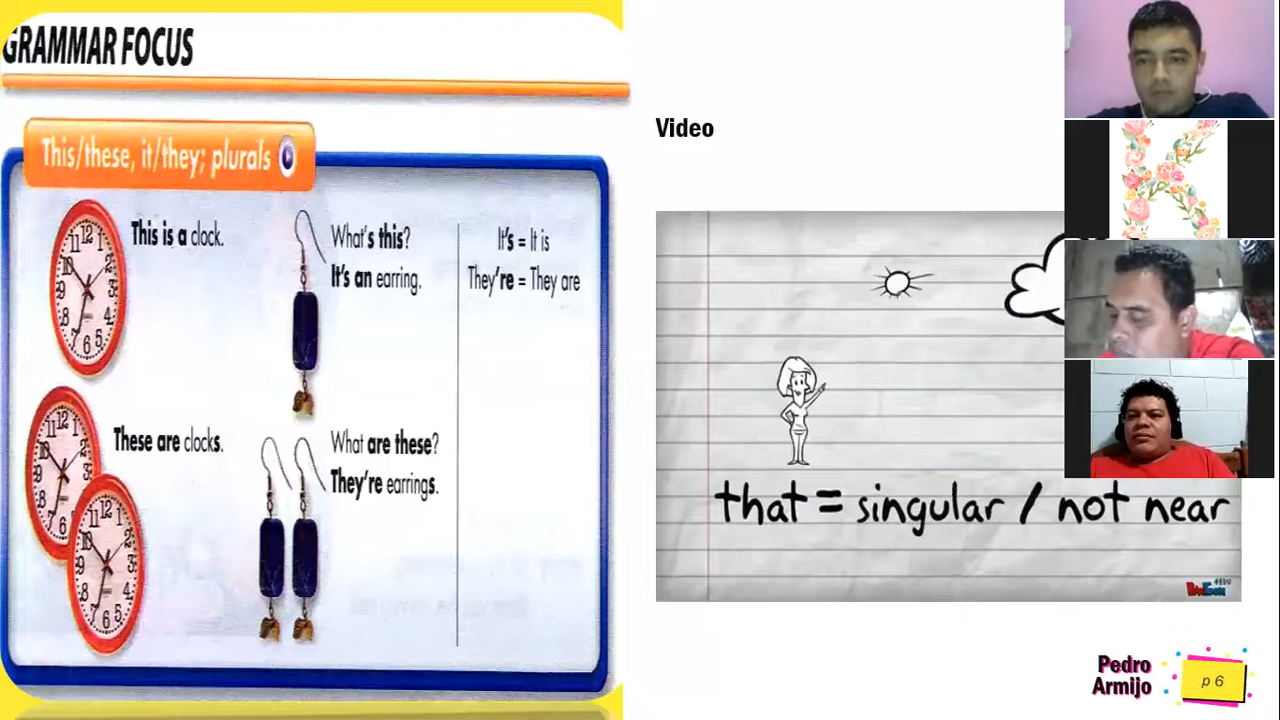 GRAMMAR FOCUS
This/these, it/they; plurals
This is a clock.
What's this?
It's an earring.
It's = It is
They're = They are
These are clocks.
What are these?
They're earrings.
Video
that = singular / not near
Pedro
Armijo
p 6